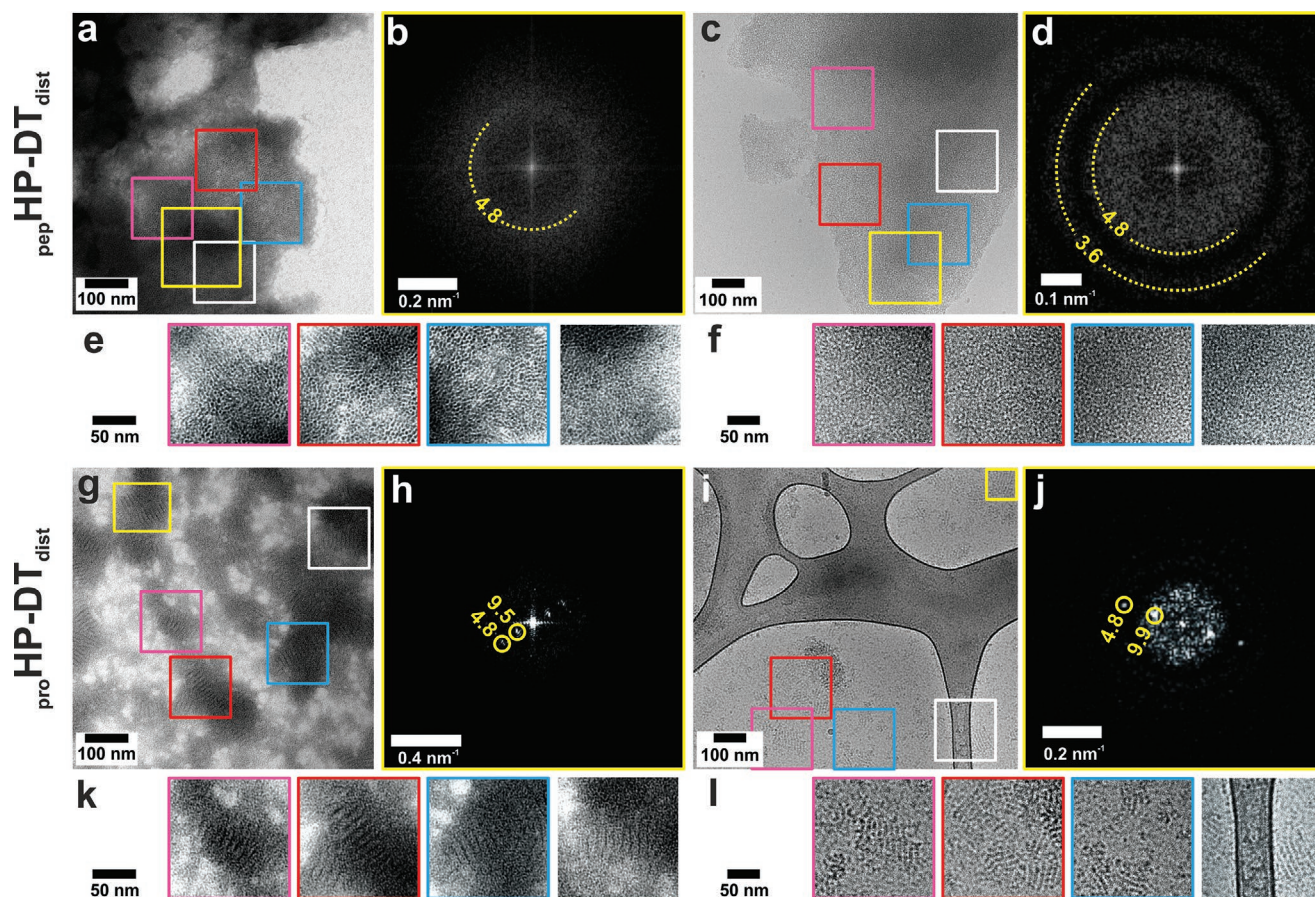 pepHP-DTdist
a
100 nm
b
4.8
0.2 nm-1
c
100 nm
d
4.8
3.6
0.1 nm-1
e
50 nm
f
50 nm
proHP-DTdist
g
100 nm
h
9.5
4.8
0.4 nm-1
i
100 nm
j
4.8
9.9
0.2 nm-1
k
50 nm
l
50 nm